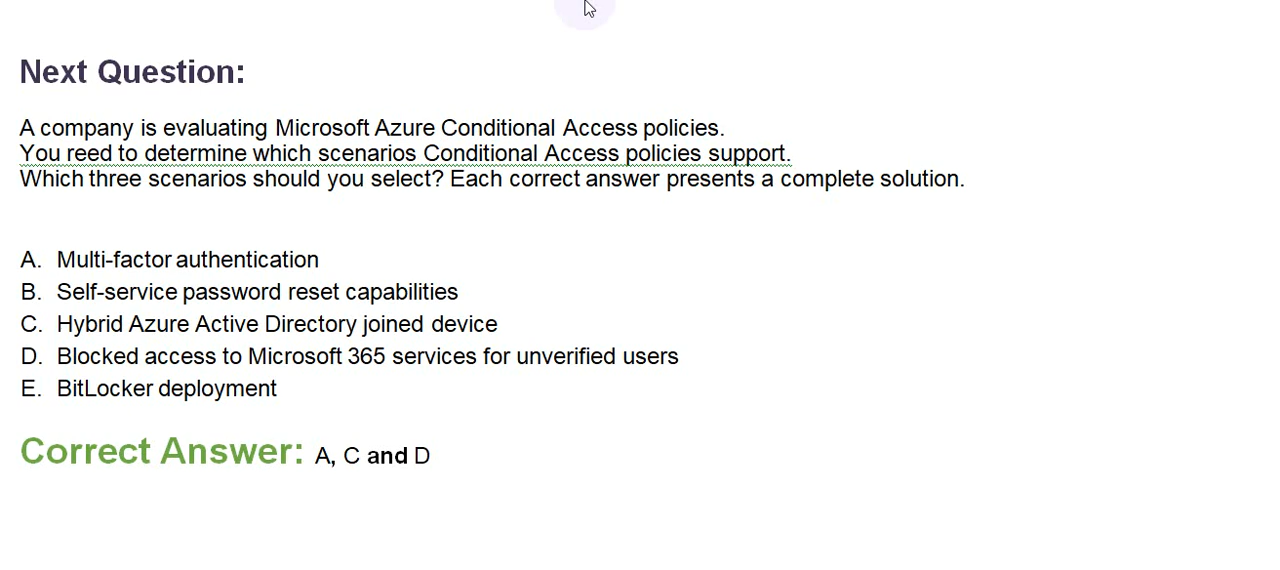 Next Question:
A company is evaluating Microsoft Azure Conditional Access policies.
You reed to determine which scenarios Conditional Access policies support.
Which three scenarios should you select? Each correct answer presents a complete solution.
A. Multi-factor authentication
B. Self-service password reset capabilities
C. Hybrid Azure Active Directory joined device
D. Blocked access to Microsoft 365 services for unverified users
E. BitLocker deployment
Correct Answer: A, C and D